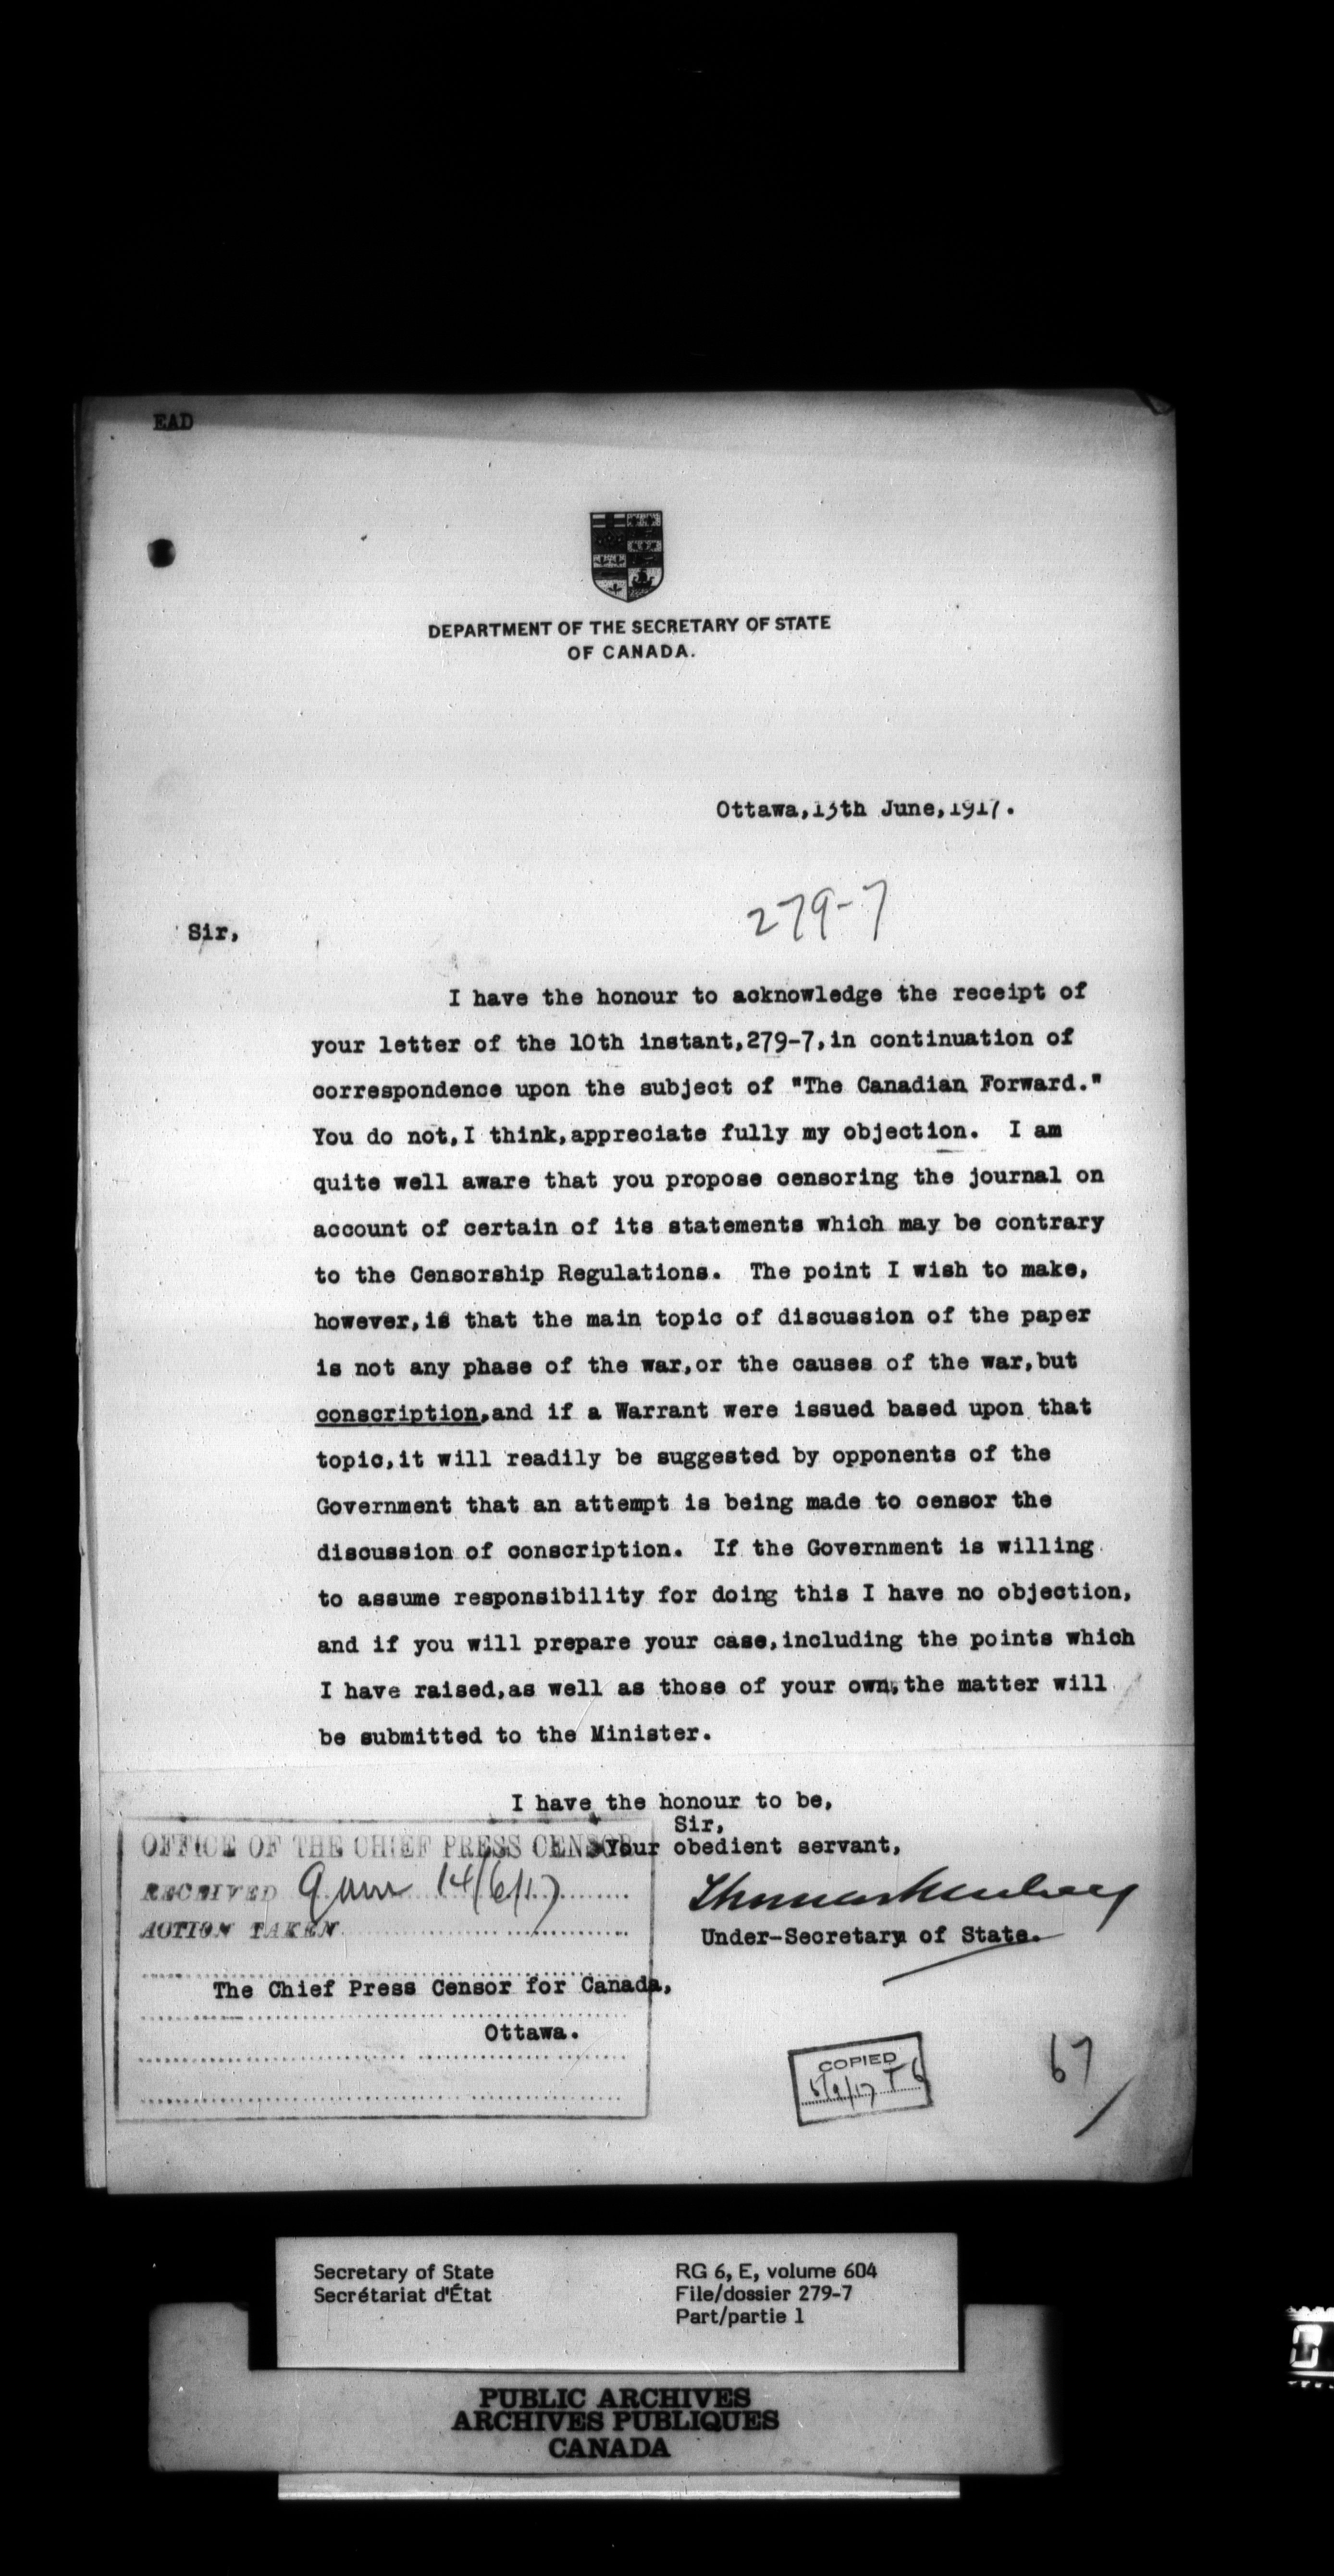 EAD
DEPARTMENT OF THE SECRETARY OF STATE
OF CANADA.
Ottawa,13th June,1917.
279-7
Sir,
I have the honour to acknowledge the receipt of
your letter of the 10th instant,279-7,in continuation of
correspondence upon the subject of "The Canadian Forward."
You do not,I think,appreciate fully my objection. I am
quite well aware that you propose censoring the journal on
account of certain of its statements which may be contrary
to the Censorship Regulations. The point I wish to make,
however,is that the main topic of discussion of the paper
is not any phase of the war,or the causes of the war,but
conscription,and if a Warrant were issued based upon that
topic,it will readily be suggested by opponents of the
Government that an attempt is being made to censor the
discussion of conscription. If the Government is willing
to assume responsibility for doing this I have no objection,
and if you will prepare your case,including the points which
I have raised,as well as those of your own,the matter will
be submitted to the Minister.
I have the honour to be,
Sir,
Your obedient servant,
Thomas Mulvey
Under-Secretary of State.
OFFICE OF THE CHIEF PRESS CENSOR
RECEIVED 9 am 14/6/17
ACTION TAKEN
The Chief Press Censor for Canada,
Ottawa.
COPIED
67
Secretary of State
Secrétariat d'État
RG 6, E, volume 604
File/dossier 279-7
Part/partie 1
PUBLIC ARCHIVES
ARCHIVES PUBLIQUES
CANADA